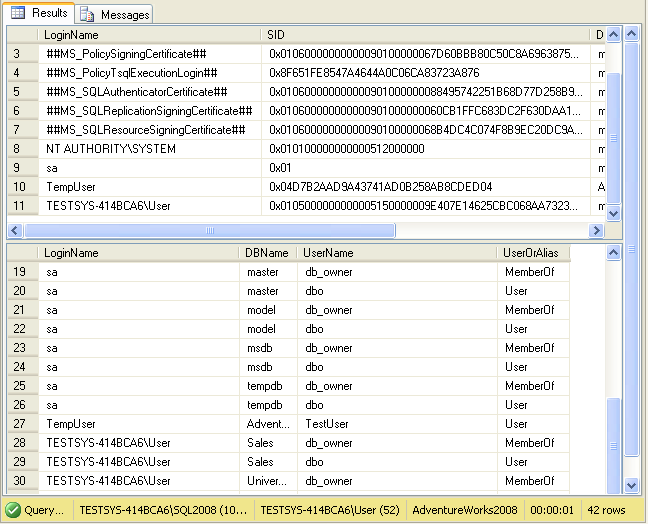 Results Messages
LoginName SID D
3 ##MS_PolicySigningCertificate## 0x01060000000000090100000067D60BBB80C50C8A6963875... m
4 ##MS_PolicyTsqlExecutionLogin## 0x8F651FE8547A4644A0C06CA83723A876 m
5 ##MS_SQLAuthenticatorCertificate## 0x01060000000000090100000088495742251B68D77D258B9... m
6 ##MS_SQLReplicationSigningCertificate## 0x01060000000000090100000060CB1FFC683DC2F630DAA1... m
7 ##MS_SQLResourceSigningCertificate## 0x01060000000000090100000068B4DC4C074F8B9EC20DC9A... m
8 NT AUTHORITY\SYSTEM 0x010100000000000512000000 m
9 sa 0x01 m
10 TempUser 0x04D7B2AAD9A43741AD0B258AB8CDED04 A
11 TESTSYS-414BCA6\User 0x0105000000000005150000009E407E14625CBC068AA7323... m
LoginName DBName UserName UserOrAlias
19 sa master db_owner MemberOf
20 sa master dbo User
21 sa model db_owner MemberOf
22 sa model dbo User
23 sa msdb db_owner MemberOf
24 sa msdb dbo User
25 sa tempdb db_owner MemberOf
26 sa tempdb dbo User
27 TempUser Advent... TestUser User
28 TESTSYS-414BCA6\User Sales db_owner MemberOf
29 TESTSYS-414BCA6\User Sales dbo User
30 TESTSYS-414BCA6\User Univer... db_owner MemberOf
Query... TESTSYS-414BCA6\SQL2008 (10... TESTSYS-414BCA6\User (52) AdventureWorks2008 00:00:01 42 rows